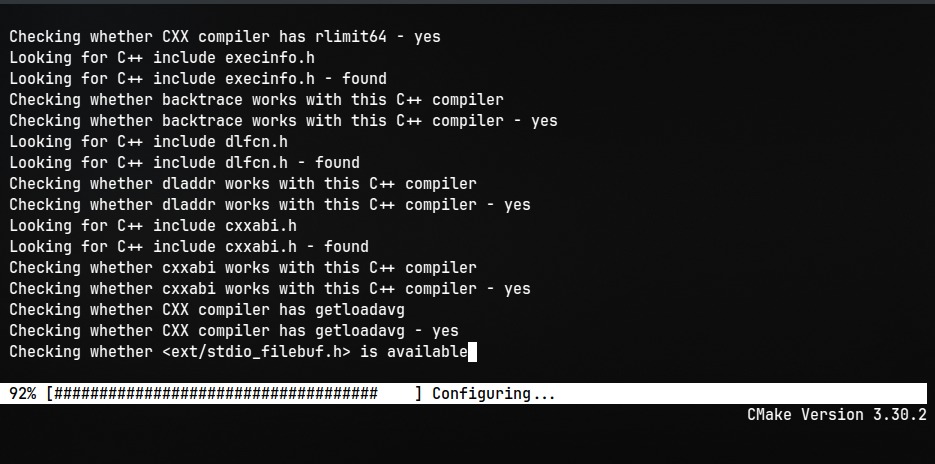 Checking whether CXX compiler has rlimit64 - yes
Looking for C++ include execinfo.h
Looking for C++ include execinfo.h - found
Checking whether backtrace works with this C++ compiler
Checking whether backtrace works with this C++ compiler - yes
Looking for C++ include dlfcn.h
Looking for C++ include dlfcn.h - found
Checking whether dladdr works with this C++ compiler
Checking whether dladdr works with this C++ compiler - yes
Looking for C++ include cxxabi.h
Looking for C++ include cxxabi.h - found
Checking whether cxxabi works with this C++ compiler
Checking whether cxxabi works with this C++ compiler - yes
Checking whether CXX compiler has getloadavg
Checking whether CXX compiler has getloadavg - yes
Checking whether <ext/stdio_filebuf.h> is available
92% [####################################    ] Configuring...
CMake Version 3.30.2